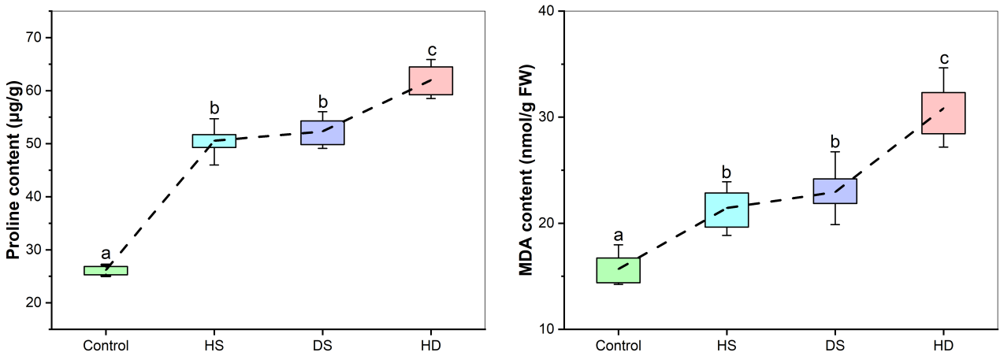 Proline content (µg/g)
70
60
50
40
30
20
a
b
b
c
Control HS DS HD
MDA content (nmol/g FW)
40
30
20
10
a
b
b
c
Control HS DS HD